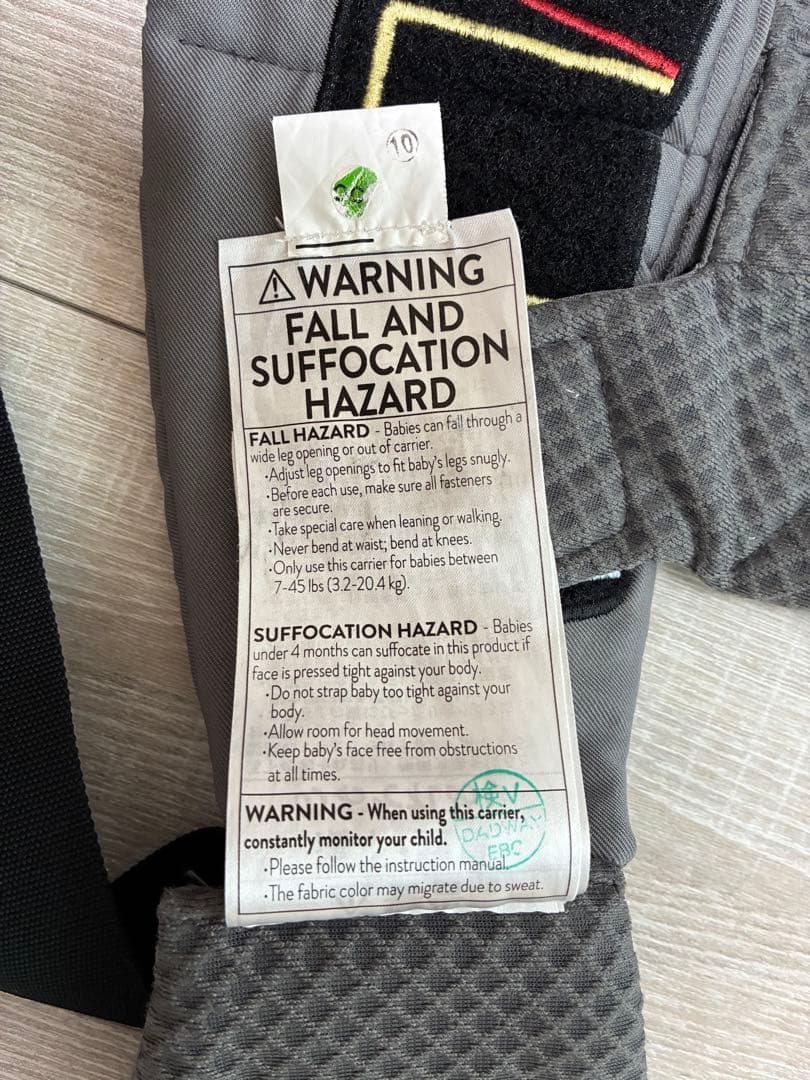 10
WARNING
FALL AND
SUFFOCATION
HAZARD
FALL HAZARD - Babies can fall through a
wide leg opening or out of carrier.
•Adjust leg openings to fit baby's legs snugly.
•Before each use, make sure all fasteners
are secure.
•Take special care when leaning or walking.
•Never bend at waist; bend at knees.
•Only use this carrier for babies between
7-45 lbs (3.2-20.4 kg).
SUFFOCATION HAZARD - Babies
under 4 months can suffocate in this product if
face is pressed tight against your body.
•Do not strap baby too tight against your
body.
•Allow room for head movement.
•Keep baby's face free from obstructions
at all times.
WARNING - When using this carrier,
constantly monitor your child.
•Please follow the instruction manual.
•The fabric color may migrate due to sweat.
検V
DADWAY
EBC